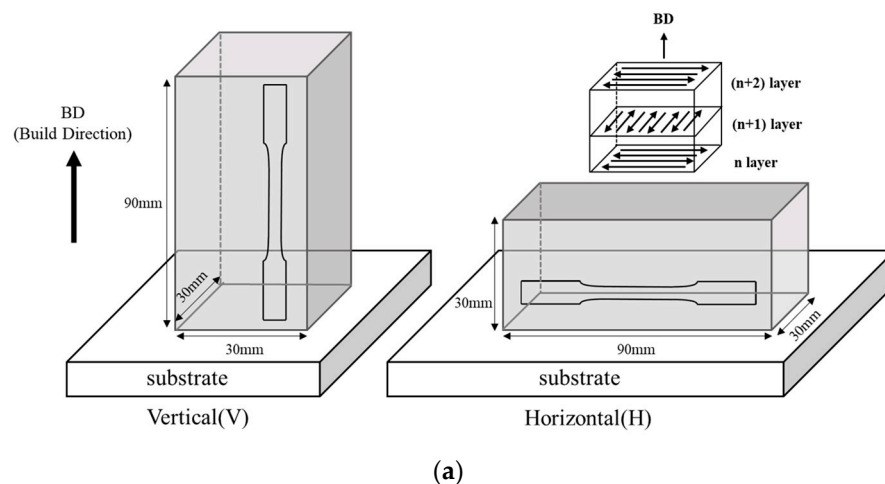 BD
(Build Direction)
90mm
30mm
30mm
substrate
Vertical(V)
BD
(n+2) layer
(n+1) layer
n layer
30mm
90mm
30mm
substrate
Horizontal(H)
(a)